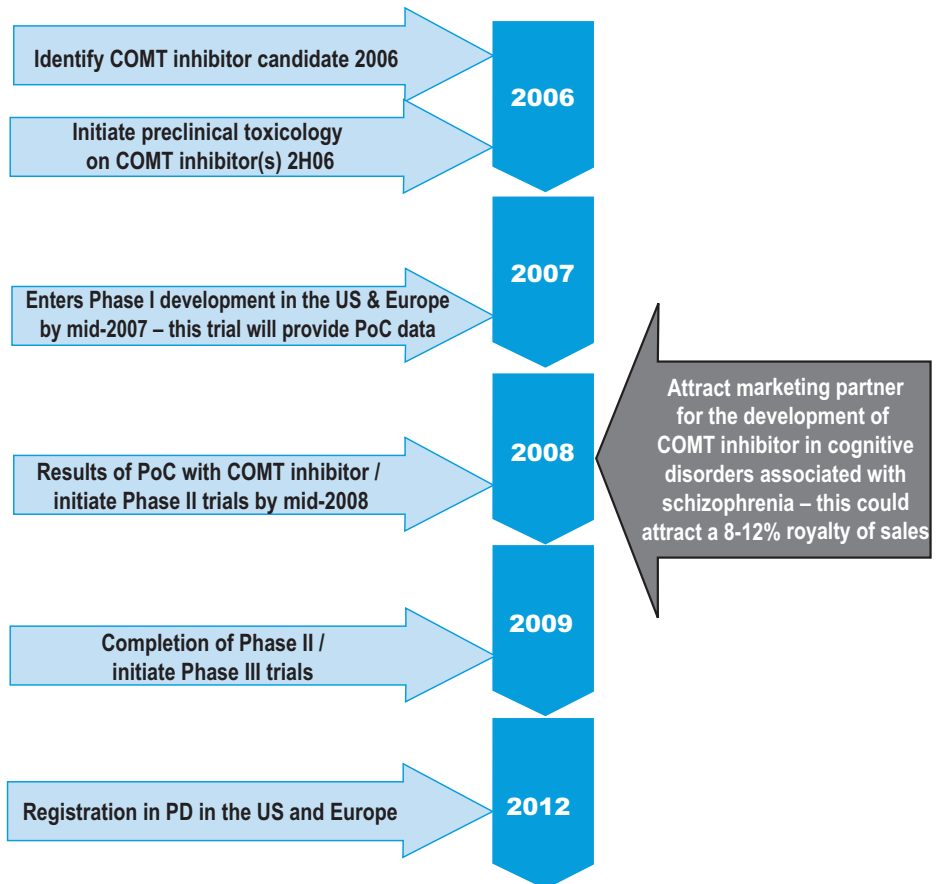 Identify COMT inhibitor candidate 2006
2006
Initiate preclinical toxicology
on COMT inhibitor(s) 2H06
2007
Enters Phase I development in the US & Europe
by mid-2007 – this trial will provide PoC data
Attract marketing partner
for the development of
COMT inhibitor in cognitive
disorders associated with
schizophrenia – this could
attract a 8-12% royalty of sales
2008
Results of PoC with COMT inhibitor /
initiate Phase II trials by mid-2008
2009
Completion of Phase II /
initiate Phase III trials
Registration in PD in the US and Europe
2012